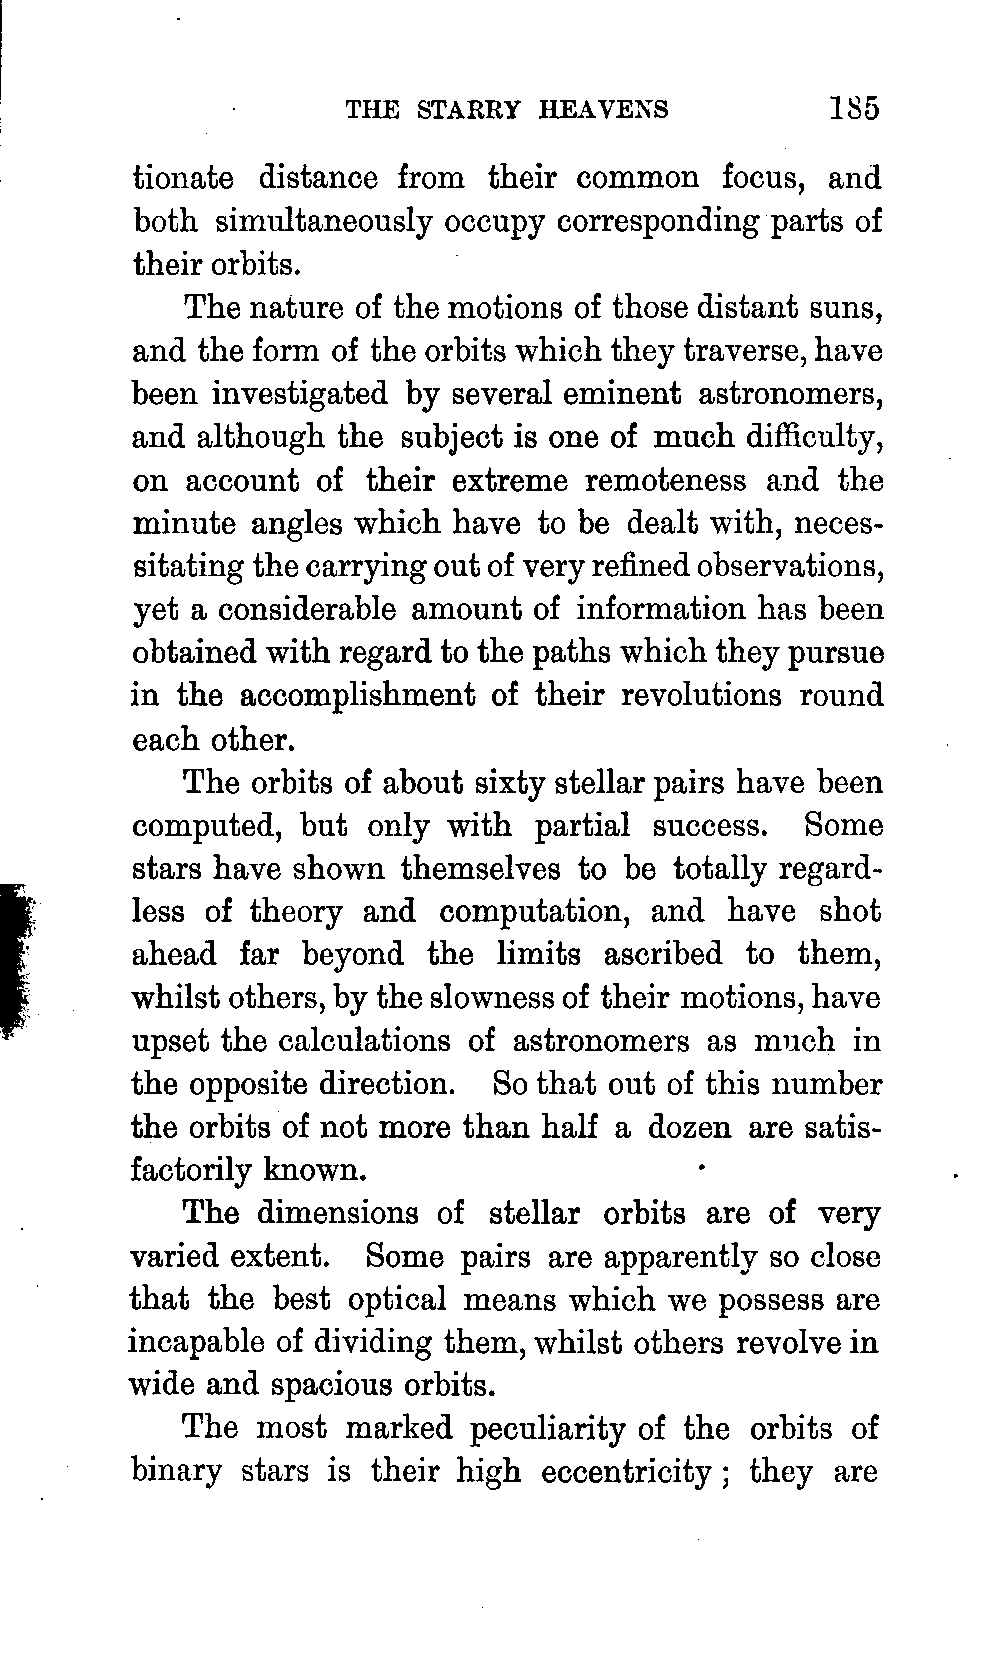 THE STARRY HEAVENS 185
tionate distance from their common focus, and
both simultaneously occupy corresponding parts of
their orbits.
The nature of the motions of those distant suns,
and the form of the orbits which they traverse, have
been investigated by several eminent astronomers,
and although the subject is one of much difficulty,
on account of their extreme remoteness and the
minute angles which have to be dealt with, neces-
sitating the carrying out of very refined observations,
yet a considerable amount of information has been
obtained with regard to the paths which they pursue
in the accomplishment of their revolutions round
each other.
The orbits of about sixty stellar pairs have been
computed, but only with partial success. Some
stars have shown themselves to be totally regard-
less of theory and computation, and have shot
ahead far beyond the limits ascribed to them,
whilst others, by the slowness of their motions, have
upset the calculations of astronomers as much in
the opposite direction. So that out of this number
the orbits of not more than half a dozen are satis-
factorily known.
The dimensions of stellar orbits are of very
varied extent. Some pairs are apparently so close
that the best optical means which we possess are
incapable of dividing them, whilst others revolve in
wide and spacious orbits.
The most marked peculiarity of the orbits of
binary stars is their high eccentricity ; they are